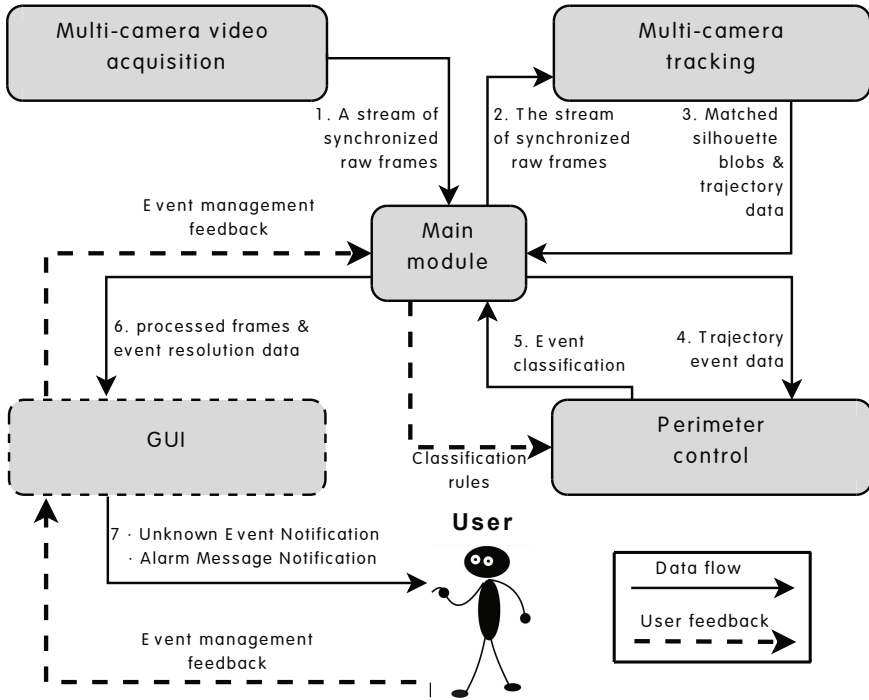 Multi-camera video
acquisition
Multi-camera
tracking
1. A stream of
synchronized
raw frames
2. The stream
of synchronized
raw frames
3. Matched
silhouette
blobs &
trajectory
data
Event management
feedback
Main
module
6. processed frames &
event resolution data
5. Event
classification
4. Trajectory
event data
GUI
Perimeter
control
Classification
rules
7 · Unknown Event Notification
· Alarm Message Notification
User
Data flow
User feedback
Event management
feedback